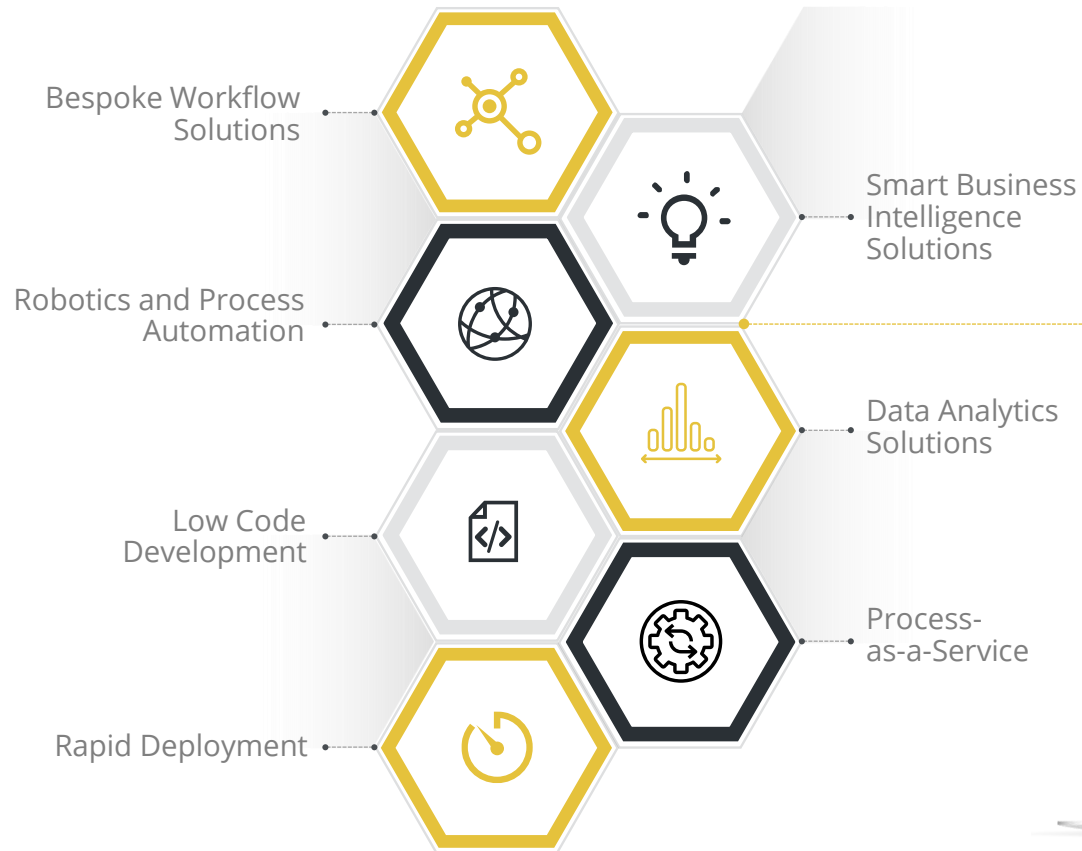 Bespoke Workflow
Solutions
Smart Business
Intelligence
Solutions
Robotics and Process
Automation
Data Analytics
Solutions
Low Code
Development
Process-
as-a-Service
Rapid Deployment